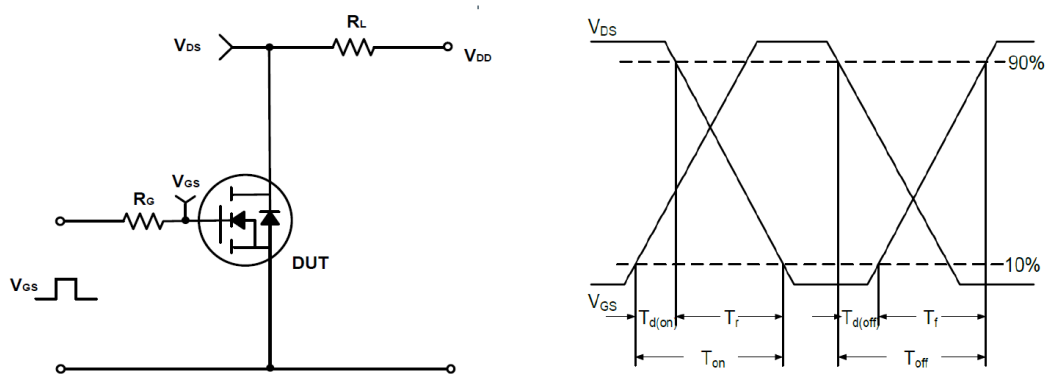 RL
VDS
VDD
VGS
RG
DUT
VGS
VDS
90%
10%
VGS
Td(on)
Tr
Td(off)
Tf
Ton
Toff